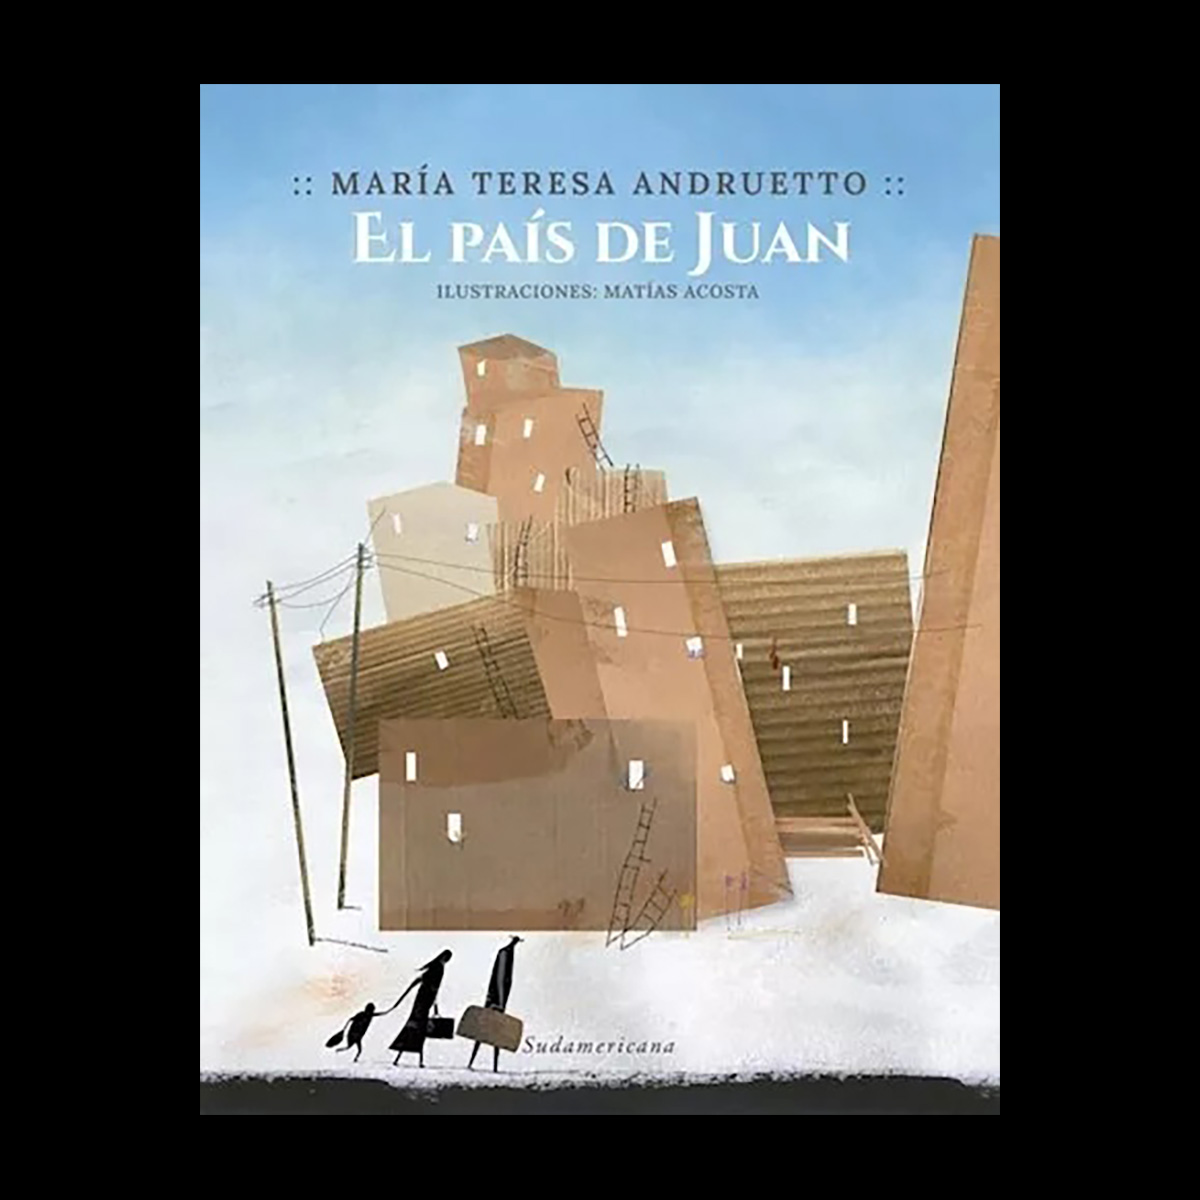 :: MARÍA TERESA ANDRUETTO ::
EL PAÍS DE JUAN
ILUSTRACIONES: MATÍAS ACOSTA
Sudamericana